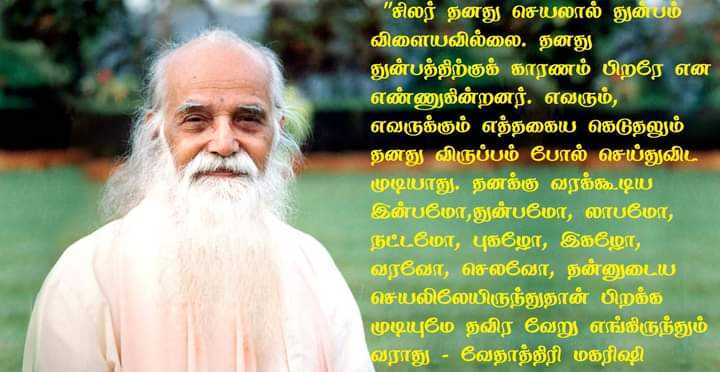 "சிலர் தனது செயலால் துன்பம்
விளையவில்லை. தனது
துன்பத்திற்குக் காரணம் பிறரே என
எண்ணுகின்றனர். எவரும்,
எவருக்கும் எத்தகைய கெடுதலும்
தனது விருப்பம் போல் செய்துவிட
முடியாது. தனக்கு வரக்கூடிய
இன்பமோ,துன்பமோ, லாபமோ,
நட்டமோ, புகழோ, இகழோ,
வரவோ, செலவோ, தன்னுடைய
செயலிலேயிருந்துதான் பிறக்க
முடியுமே தவிர வேறு எங்கிருந்தும்
வராது - வேதாத்திரி மகரிஷி